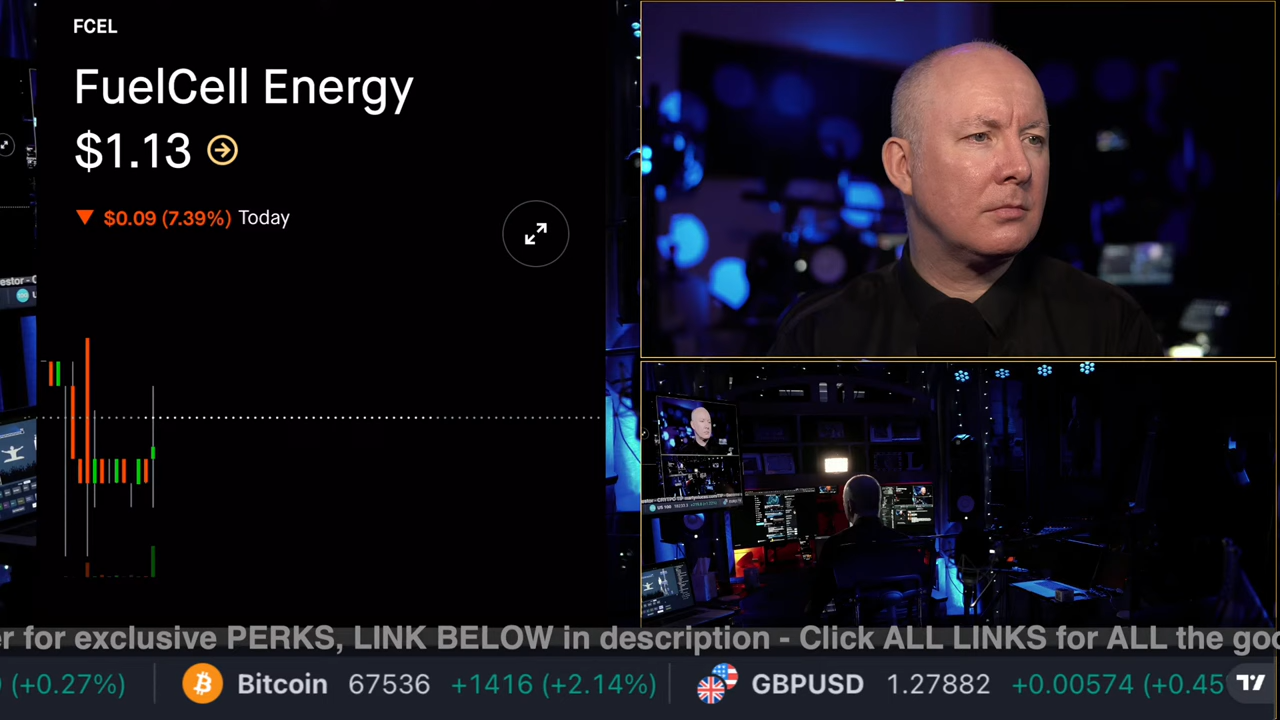 FCEL
FuelCell Energy
$1.13
$0.09 (7.39%) Today
er for exclusive PERKS, LINK BELOW in description - Click ALL LINKS for ALL the goo
(+0.27%) Bitcoin 67536 +1416 (+2.14%) GBPUSD 1.27882 +0.00574 (+0.45